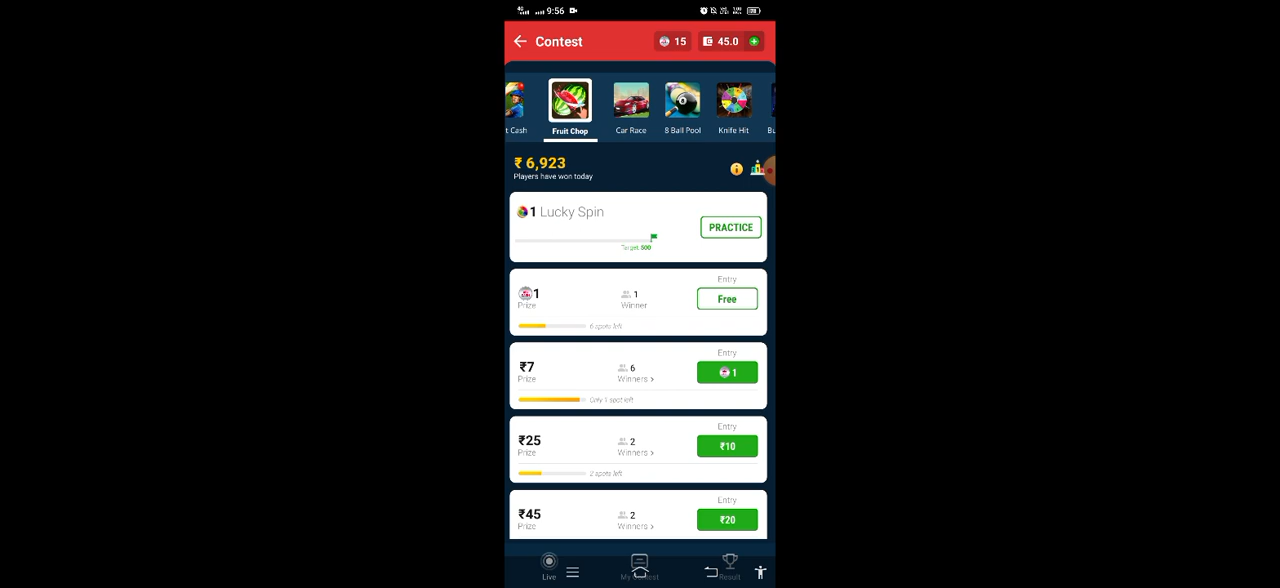 9:56
Contest
15
45.0
t Cash
Fruit Chop
Car Race
8 Ball Pool
Knife Hit
Bu
₹ 6,923
Players have won today
1 Lucky Spin
PRACTICE
Target 500
Entry
1
1
Free
Prize
Winner
6 spots left
Entry
₹7
6
1
Prize
Winners >
Only 1 spot left
Entry
₹25
2
₹10
Prize
Winners >
2 spots left
Entry
₹45
2
₹20
Prize
Winners >
Live
My Contest
Result